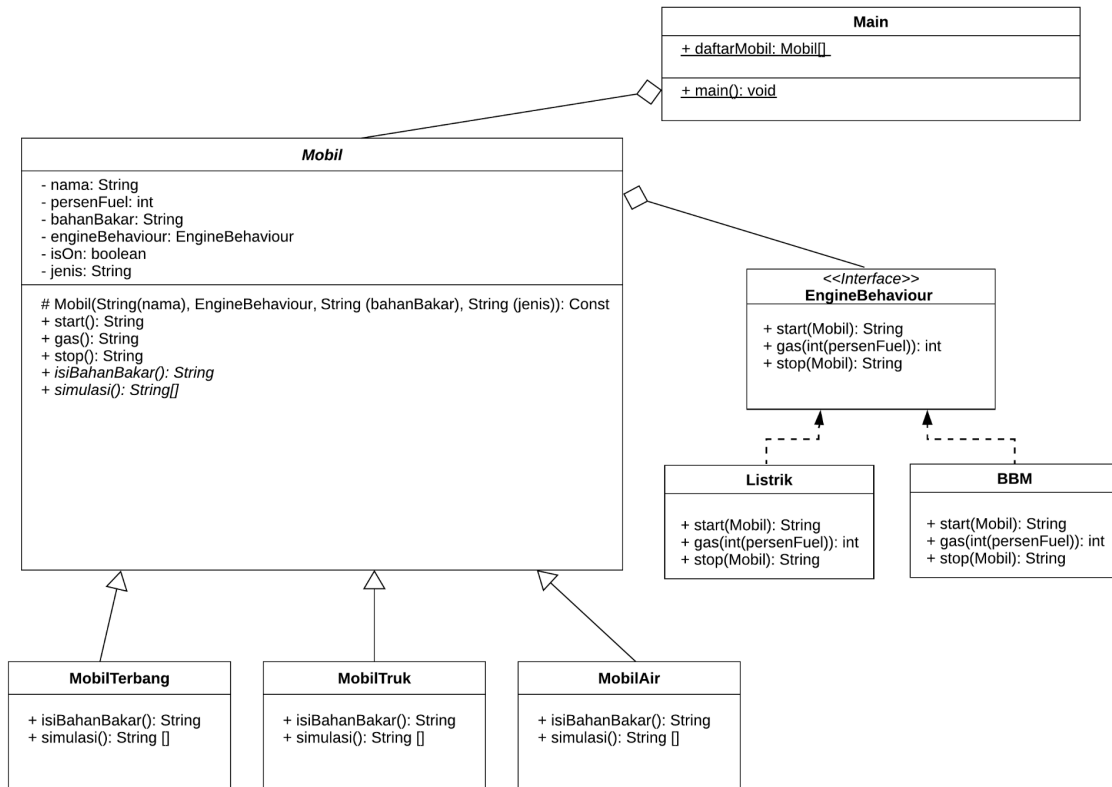 Main
+ daftarMobil: Mobil[]
+ main(): void
Mobil
- nama: String
- persenFuel: int
- bahanBakar: String
- engineBehaviour: EngineBehaviour
- isOn: boolean
- jenis: String
# Mobil(String(nama), EngineBehaviour, String (bahanBakar), String (jenis)): Const
+ start(): String
+ gas(): String
+ stop(): String
+ isiBahanBakar(): String
+ simulasi(): String[]
<<Interface>>
EngineBehaviour
+ start(Mobil): String
+ gas(int(persenFuel)): int
+ stop(Mobil): String
Listrik
+ start(Mobil): String
+ gas(int(persenFuel)): int
+ stop(Mobil): String
BBM
+ start(Mobil): String
+ gas(int(persenFuel)): int
+ stop(Mobil): String
MobilTerbang
+ isiBahanBakar(): String
+ simulasi(): String []
MobilTruk
+ isiBahanBakar(): String
+ simulasi(): String []
MobilAir
+ isiBahanBakar(): String
+ simulasi(): String []